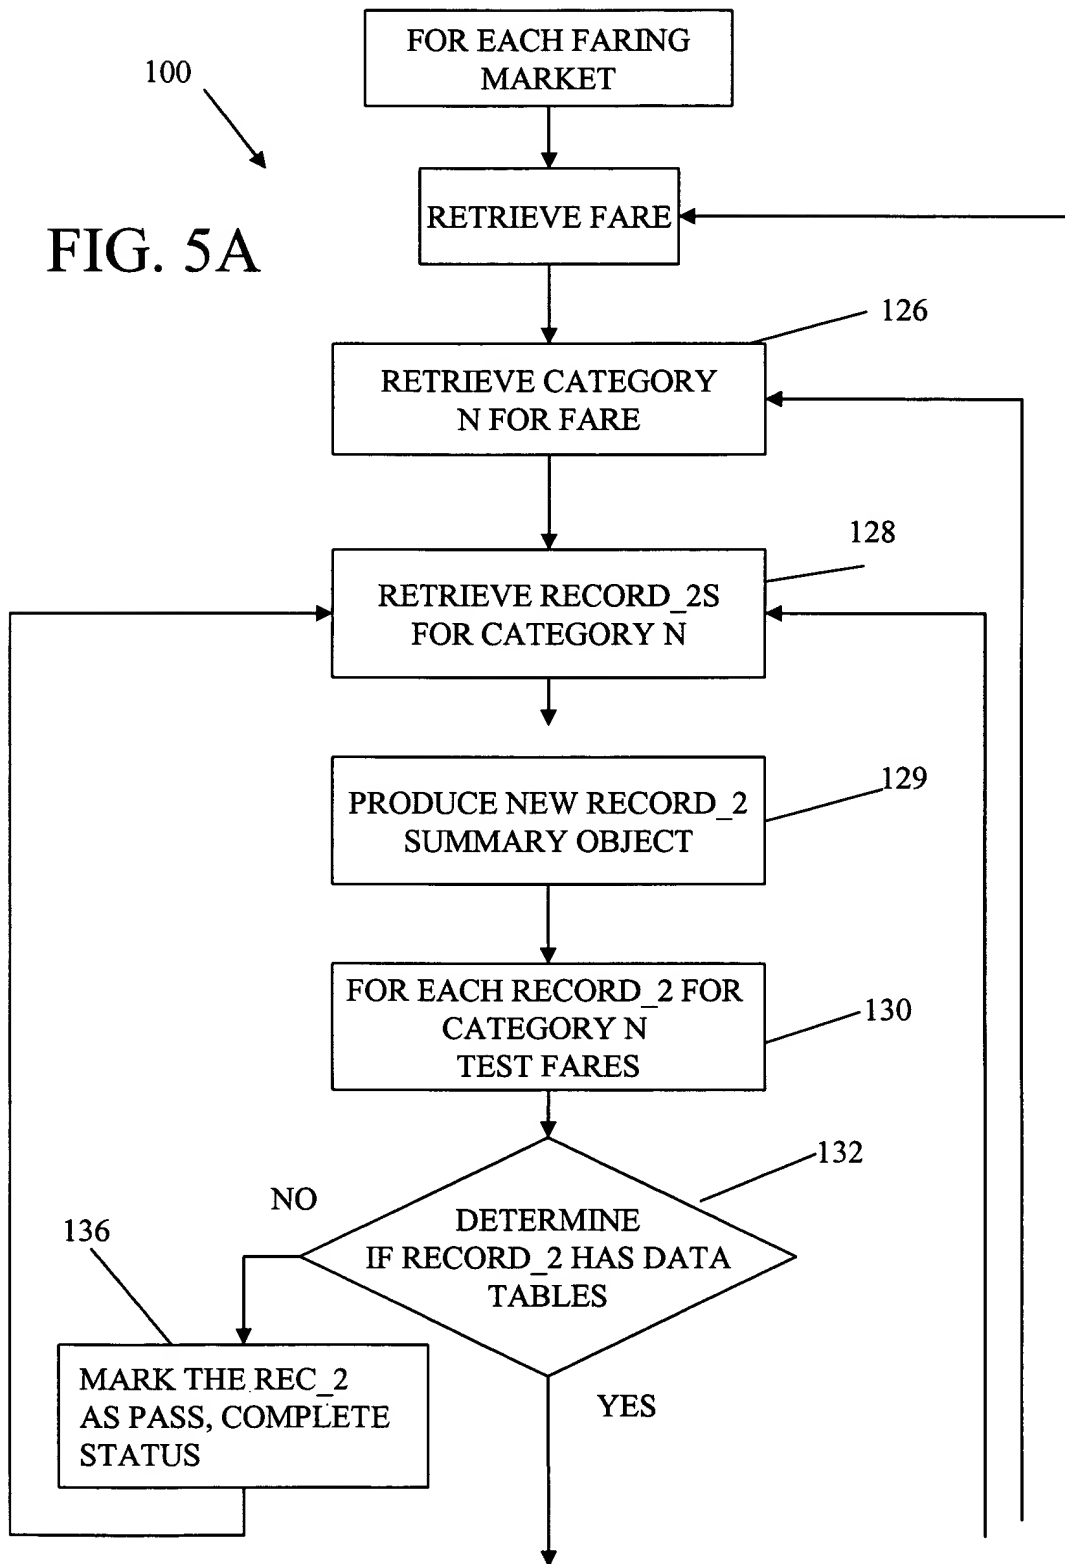 FOR EACH FARING
MARKET
100
RETRIEVE FARE
FIG. 5A
126
RETRIEVE CATEGORY
N FOR FARE
128
RETRIEVE RECORD_2S
FOR CATEGORY N
129
PRODUCE NEW RECORD_2
SUMMARY OBJECT
FOR EACH RECORD_2 FOR
CATEGORY N
TEST FARES
130
132
NO
DETERMINE
IF RECORD_2 HAS DATA
TABLES
136
MARK THE REC_2
AS PASS, COMPLETE
STATUS
YES